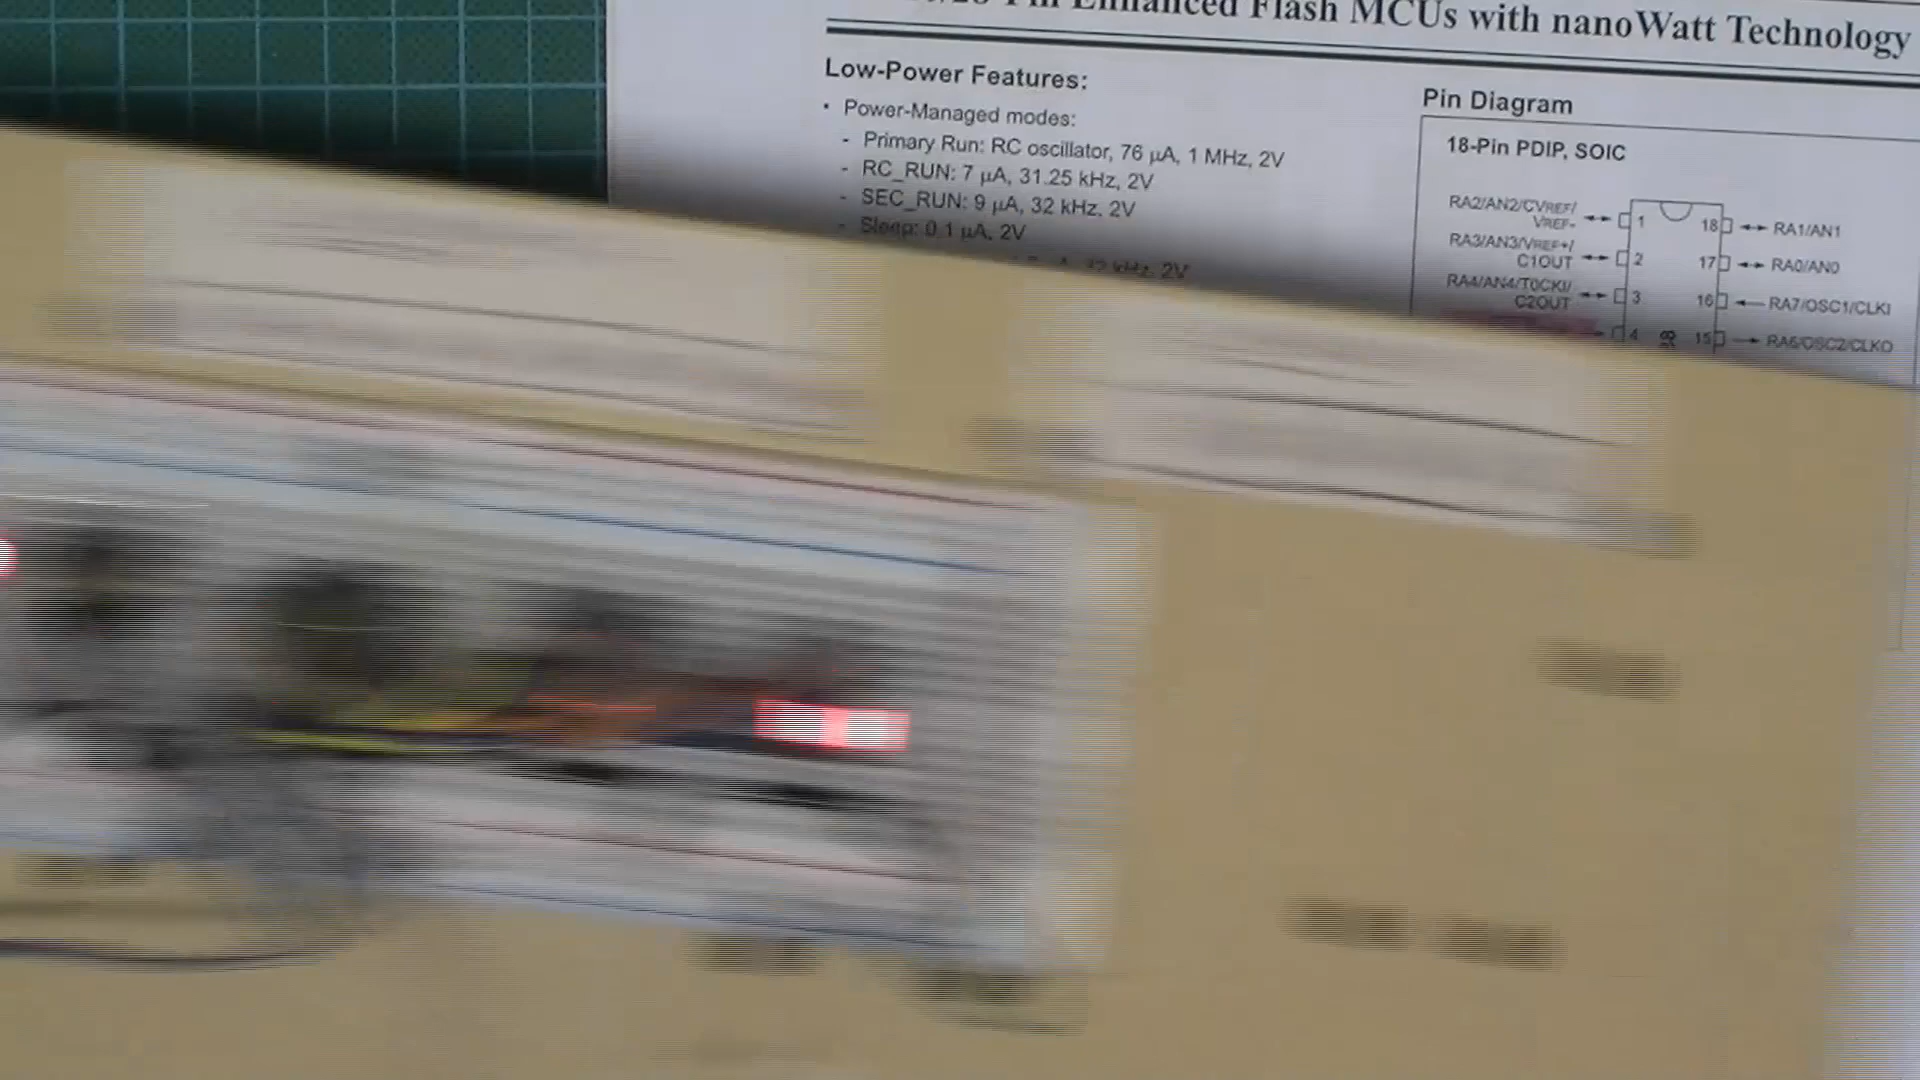 Enhanced Flash MCUs with nanoWatt Technology
Low-Power Features:
• Power-Managed modes:
- Primary Run: RC oscillator, 76 µA, 1 MHz, 2V
- RC_RUN: 7 µA, 31.25 kHz, 2V
- SEC_RUN: 9 µA, 32 kHz, 2V
- Sleep: 0.1 µA, 2V
kHz, 2V
Pin Diagram
18-Pin PDIP, SOIC
RA2/AN2/CVREF/
VREF-
1
18
RA1/AN1
RA3/AN3/VREF+/
C1OUT
2
17
RA0/AN0
RA4/AN4/T0CKI/
C2OUT
3
16
RA7/OSC1/CLKI
4
15
RA6/OSC2/CLKO